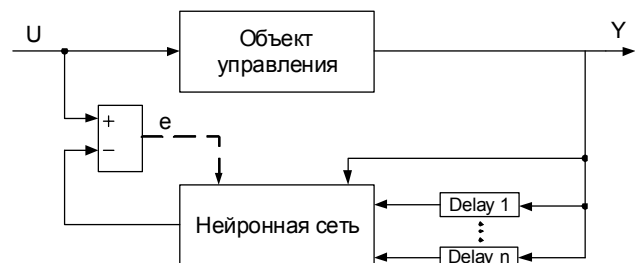 U
Объект
управления
Y
+
−
e
Нейронная сеть
Delay 1
Delay n